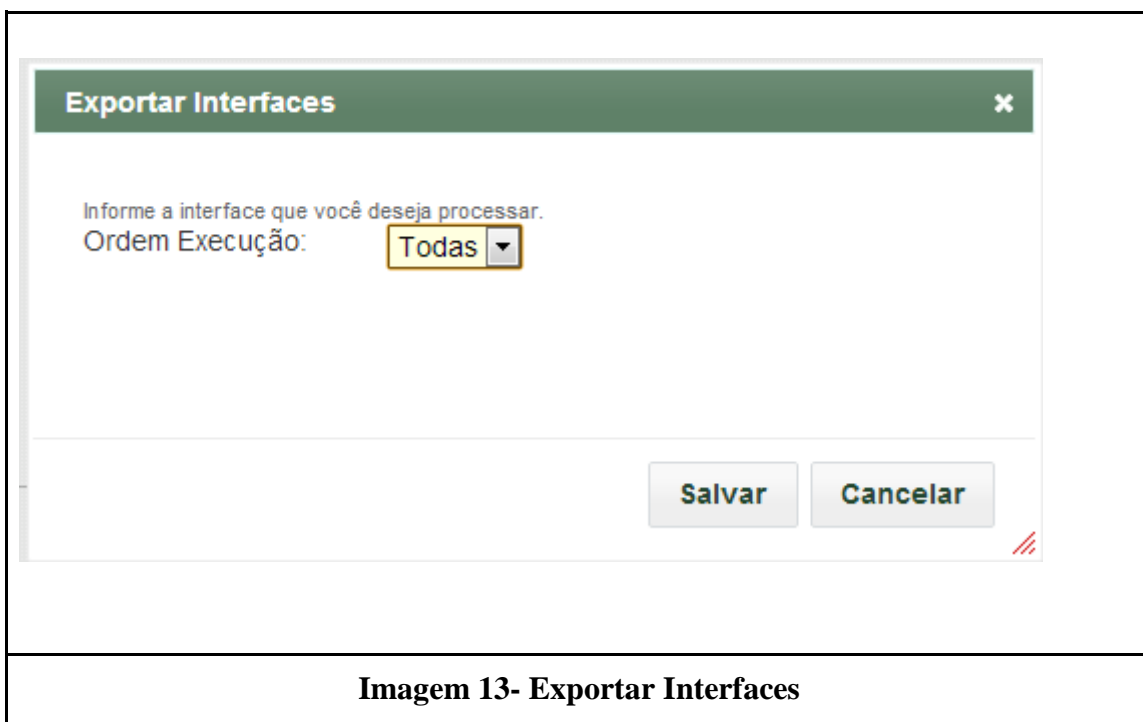 Exportar Interfaces
Informe a interface que você deseja processar.
Ordem Execução: Todas
Salvar Cancelar
Imagem 13- Exportar Interfaces